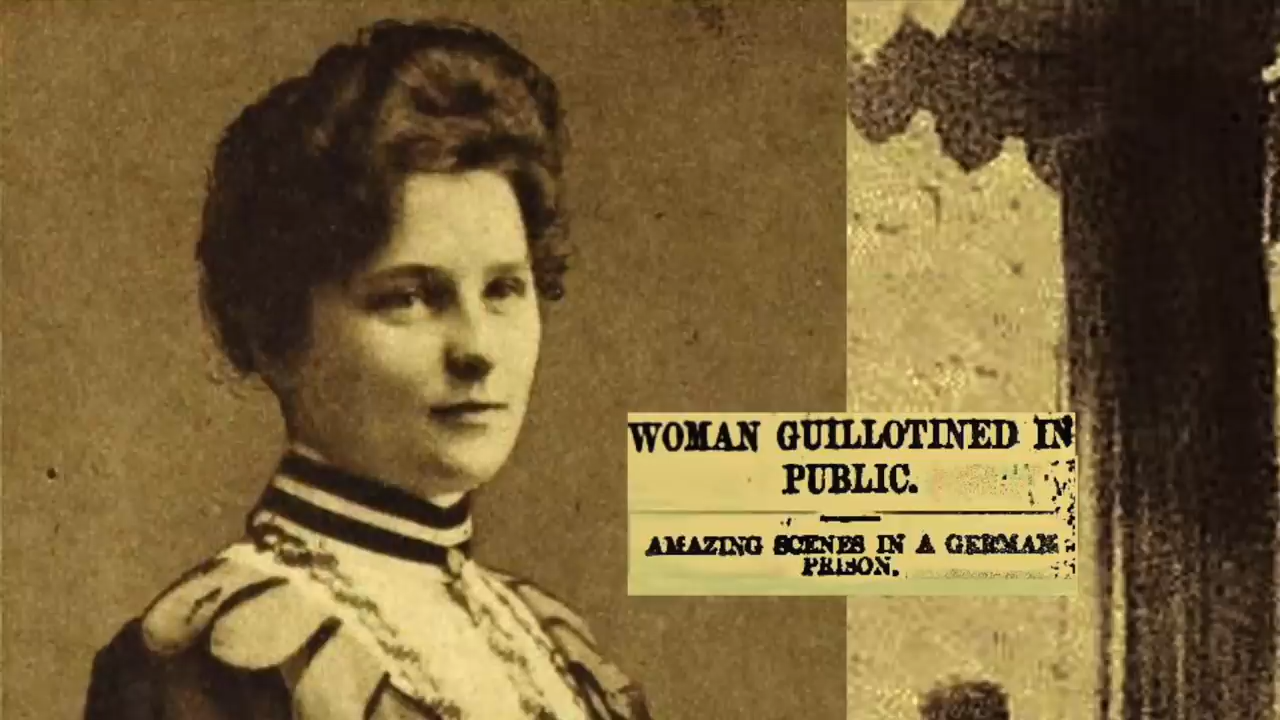 WOMAN GUILLOTINED IN
PUBLIC.
AMAZING SCENES IN A GERMAN
PRISON.